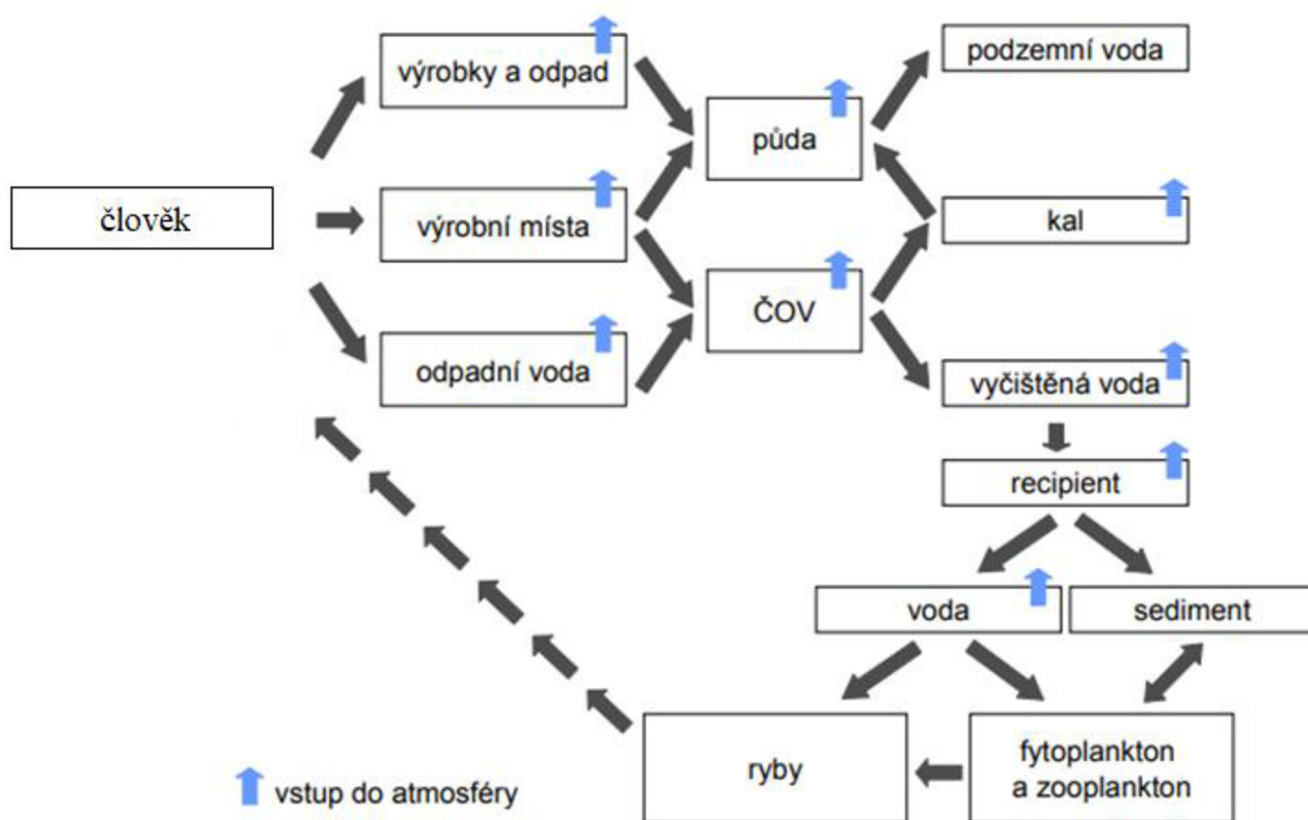 výrobky a odpad
podzemní voda
půda
člověk
výrobní místa
kal
ČOV
odpadní voda
vyčištěná voda
recipient
voda
sediment
ryby
fytoplankton
a zooplankton
vstup do atmosféry